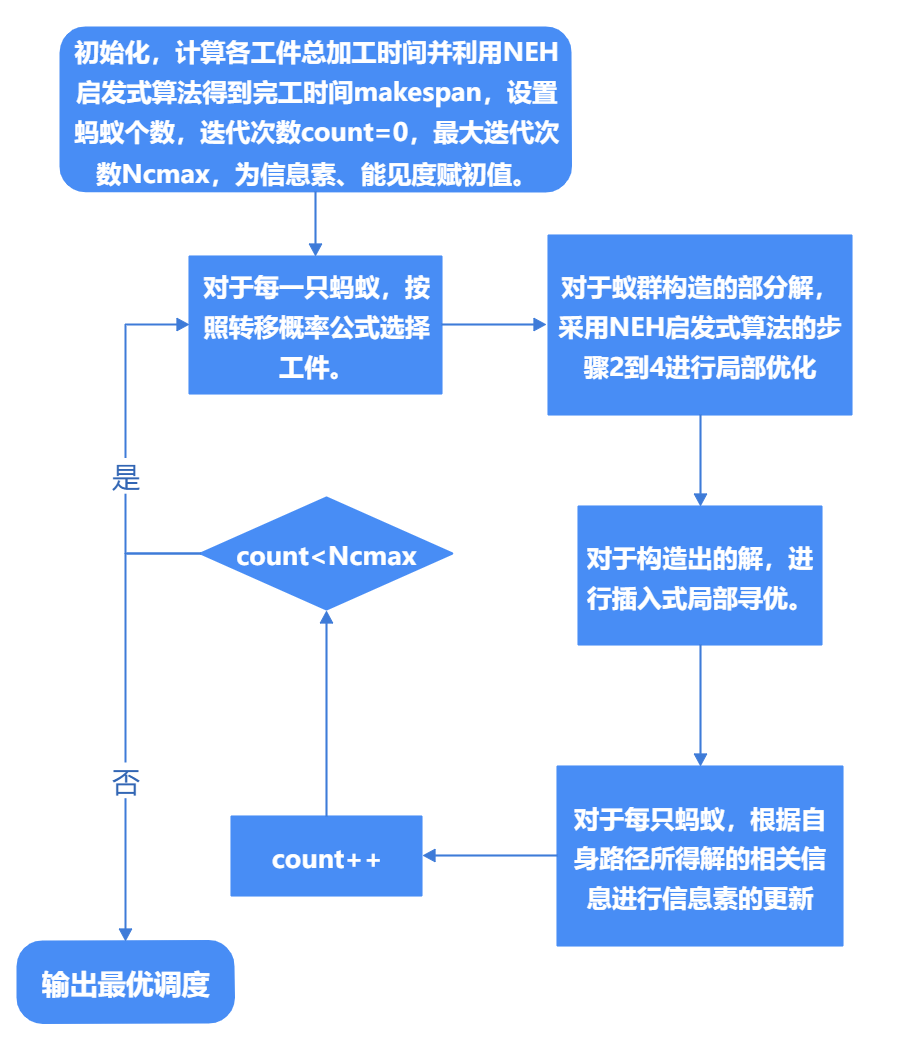 初始化，计算各工件总加工时间并利用NEH
启发式算法得到完工时间makespan，设置
蚂蚁个数，迭代次数count=0，最大迭代次
数Ncmax，为信息素、能见度赋初值。
对于每一只蚂蚁，按
照转移概率公式选择
工件。
对于蚁群构造的部分解，
采用NEH启发式算法的步
骤2到4进行局部优化
对于构造出的解，进
行插入式局部寻优。
对于每只蚂蚁，根据自
身路径所得解的相关信
息进行信息素的更新
count++
count<Ncmax
是
否
输出最优调度